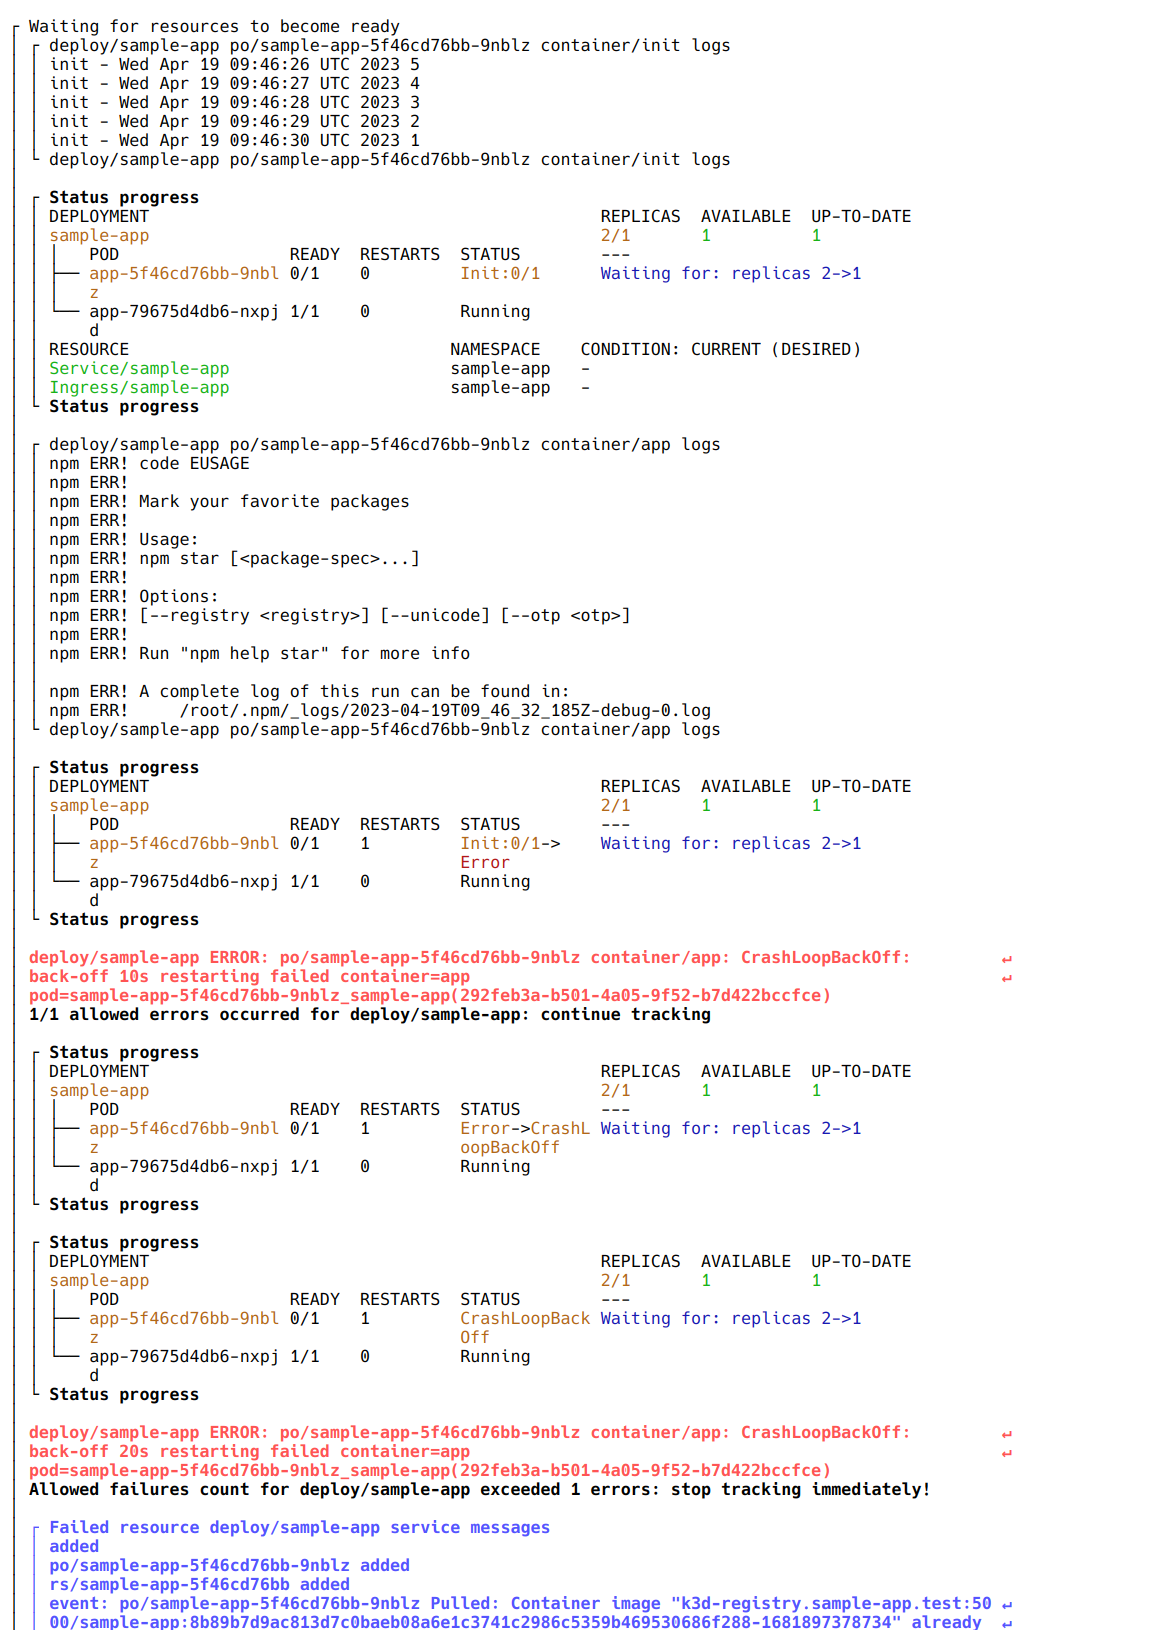 Waiting for resources to become ready
deploy/sample-app po/sample-app-5f46cd76bb-9nblz container/init logs
init - Wed Apr 19 09:46:26 UTC 2023 5
init - Wed Apr 19 09:46:27 UTC 2023 4
init - Wed Apr 19 09:46:28 UTC 2023 3
init - Wed Apr 19 09:46:29 UTC 2023 2
init - Wed Apr 19 09:46:30 UTC 2023 1
deploy/sample-app po/sample-app-5f46cd76bb-9nblz container/init logs
Status progress
DEPLOYMENT REPLICAS AVAILABLE UP-TO-DATE
sample-app 2/1 1 1
POD READY RESTARTS STATUS ---
app-5f46cd76bb-9nbl 0/1 0 Init:0/1 Waiting for: replicas 2->1
z
app-79675d4db6-nxpj 1/1 0 Running
d
RESOURCE NAMESPACE CONDITION: CURRENT (DESIRED)
Service/sample-app sample-app -
Ingress/sample-app sample-app -
Status progress
deploy/sample-app po/sample-app-5f46cd76bb-9nblz container/app logs
npm ERR! code EUSAGE
npm ERR!
npm ERR! Mark your favorite packages
npm ERR!
npm ERR! Usage:
npm ERR! npm star [<package-spec>...]
npm ERR!
npm ERR! Options:
npm ERR! [--registry <registry>] [--unicode] [--otp <otp>]
npm ERR!
npm ERR! Run "npm help star" for more info
npm ERR! A complete log of this run can be found in:
npm ERR!     /root/.npm/_logs/2023-04-19T09_46_32_185Z-debug-0.log
deploy/sample-app po/sample-app-5f46cd76bb-9nblz container/app logs
Status progress
DEPLOYMENT REPLICAS AVAILABLE UP-TO-DATE
sample-app 2/1 1 1
POD READY RESTARTS STATUS ---
app-5f46cd76bb-9nbl 0/1 1 Init:0/1-> Waiting for: replicas 2->1
z Error
app-79675d4db6-nxpj 1/1 0 Running
d
Status progress
deploy/sample-app ERROR: po/sample-app-5f46cd76bb-9nblz container/app: CrashLoopBackOff: ↵
back-off 10s restarting failed container=app ↵
pod=sample-app-5f46cd76bb-9nblz_sample-app(292feb3a-b501-4a05-9f52-b7d422bccfce)
1/1 allowed errors occurred for deploy/sample-app: continue tracking
Status progress
DEPLOYMENT REPLICAS AVAILABLE UP-TO-DATE
sample-app 2/1 1 1
POD READY RESTARTS STATUS ---
app-5f46cd76bb-9nbl 0/1 1 Error->CrashL Waiting for: replicas 2->1
z oopBackOff
app-79675d4db6-nxpj 1/1 0 Running
d
Status progress
Status progress
DEPLOYMENT REPLICAS AVAILABLE UP-TO-DATE
sample-app 2/1 1 1
POD READY RESTARTS STATUS ---
app-5f46cd76bb-9nbl 0/1 1 CrashLoopBack Waiting for: replicas 2->1
z Off
app-79675d4db6-nxpj 1/1 0 Running
d
Status progress
deploy/sample-app ERROR: po/sample-app-5f46cd76bb-9nblz container/app: CrashLoopBackOff: ↵
back-off 20s restarting failed container=app ↵
pod=sample-app-5f46cd76bb-9nblz_sample-app(292feb3a-b501-4a05-9f52-b7d422bccfce)
Allowed failures count for deploy/sample-app exceeded 1 errors: stop tracking immediately!
Failed resource deploy/sample-app service messages
added
po/sample-app-5f46cd76bb-9nblz added
rs/sample-app-5f46cd76bb added
event: po/sample-app-5f46cd76bb-9nblz Pulled: Container image "k3d-registry.sample-app.test:50 ↵
00/sample-app:8b89b7d9ac813d7c0baeb08a6e1c3741c2986c5359b469530686f288-1681897378734" already ↵